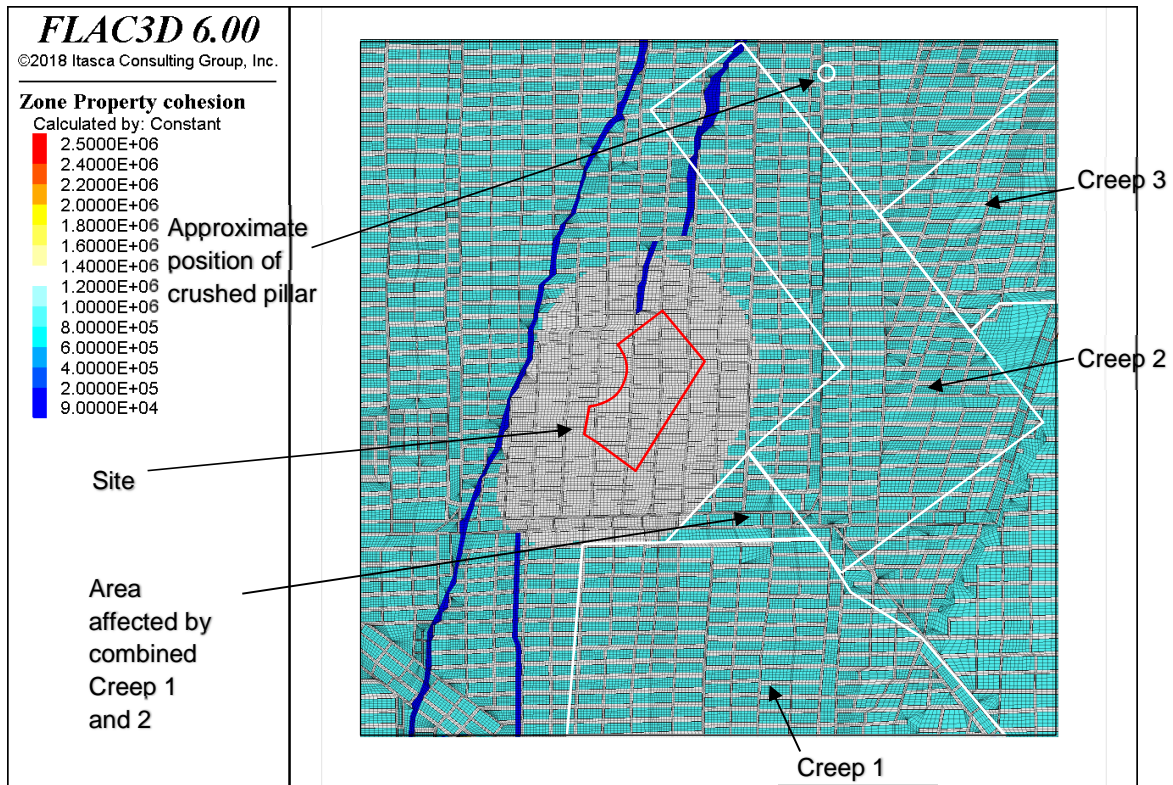 FLAC3D 6.00
©2018 Itasca Consulting Group, Inc.
Zone Property cohesion
Calculated by: Constant
2.5000E+06
2.4000E+06
2.2000E+06
2.0000E+06
1.8000E+06
1.6000E+06
1.4000E+06
1.2000E+06
1.0000E+06
8.0000E+05
6.0000E+05
4.0000E+05
2.0000E+05
9.0000E+04
Approximate
position of
crushed pillar
Site
Area
affected by
combined
Creep 1
and 2
Creep 3
Creep 2
Creep 1